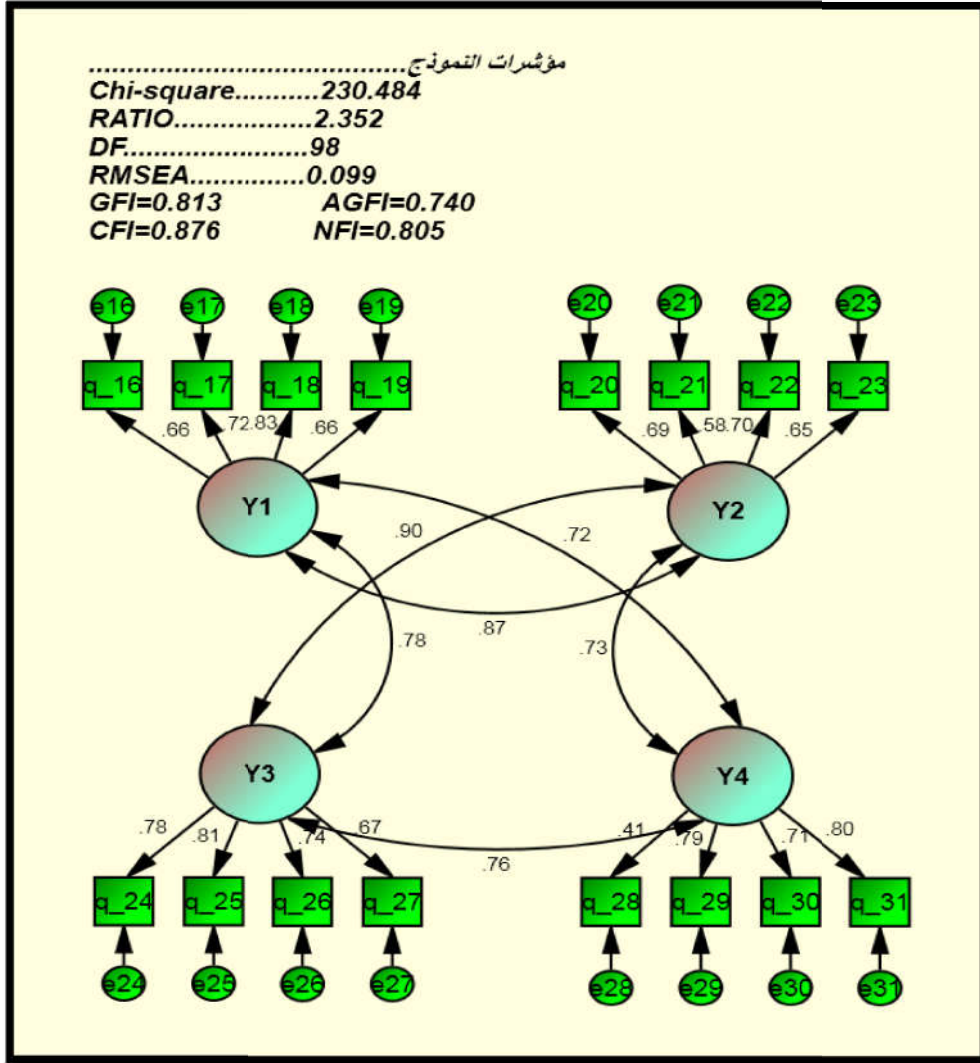 مؤشرات النموذج..........................................
Chi-square...........230.484
RATIO..................2.352
DF........................98
RMSEA...............0.099
GFI=0.813 AGFI=0.740
CFI=0.876 NFI=0.805
e16 e17 e18 e19 e20 e21 e22 e23
q_16 q_17 q_18 q_19 q_20 q_21 q_22 q_23
.66 .72 .83 .66 .69 .58 .70 .65
Y1 Y2
.90 .72
.87
.78 .73
Y3 Y4
.78 .81 .74 .67 .41 .79 .71 .80
.76
q_24 q_25 q_26 q_27 q_28 q_29 q_30 q_31
e24 e25 e26 e27 e28 e29 e30 e31